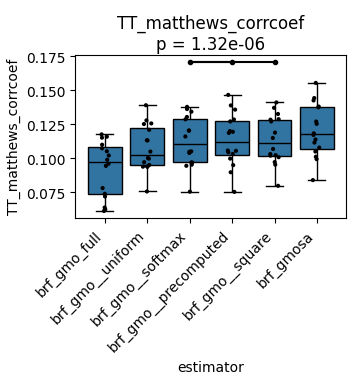 TT_matthews_corrcoef
p = 1.32e-06
TT_matthews_corrcoef
0.175
0.150
0.125
0.100
0.075
brf_gmo_full
brf_gmo__uniform
brf_gmo__softmax
brf_gmo__precomputed
brf_gmo__square
brf_gmosa
estimator